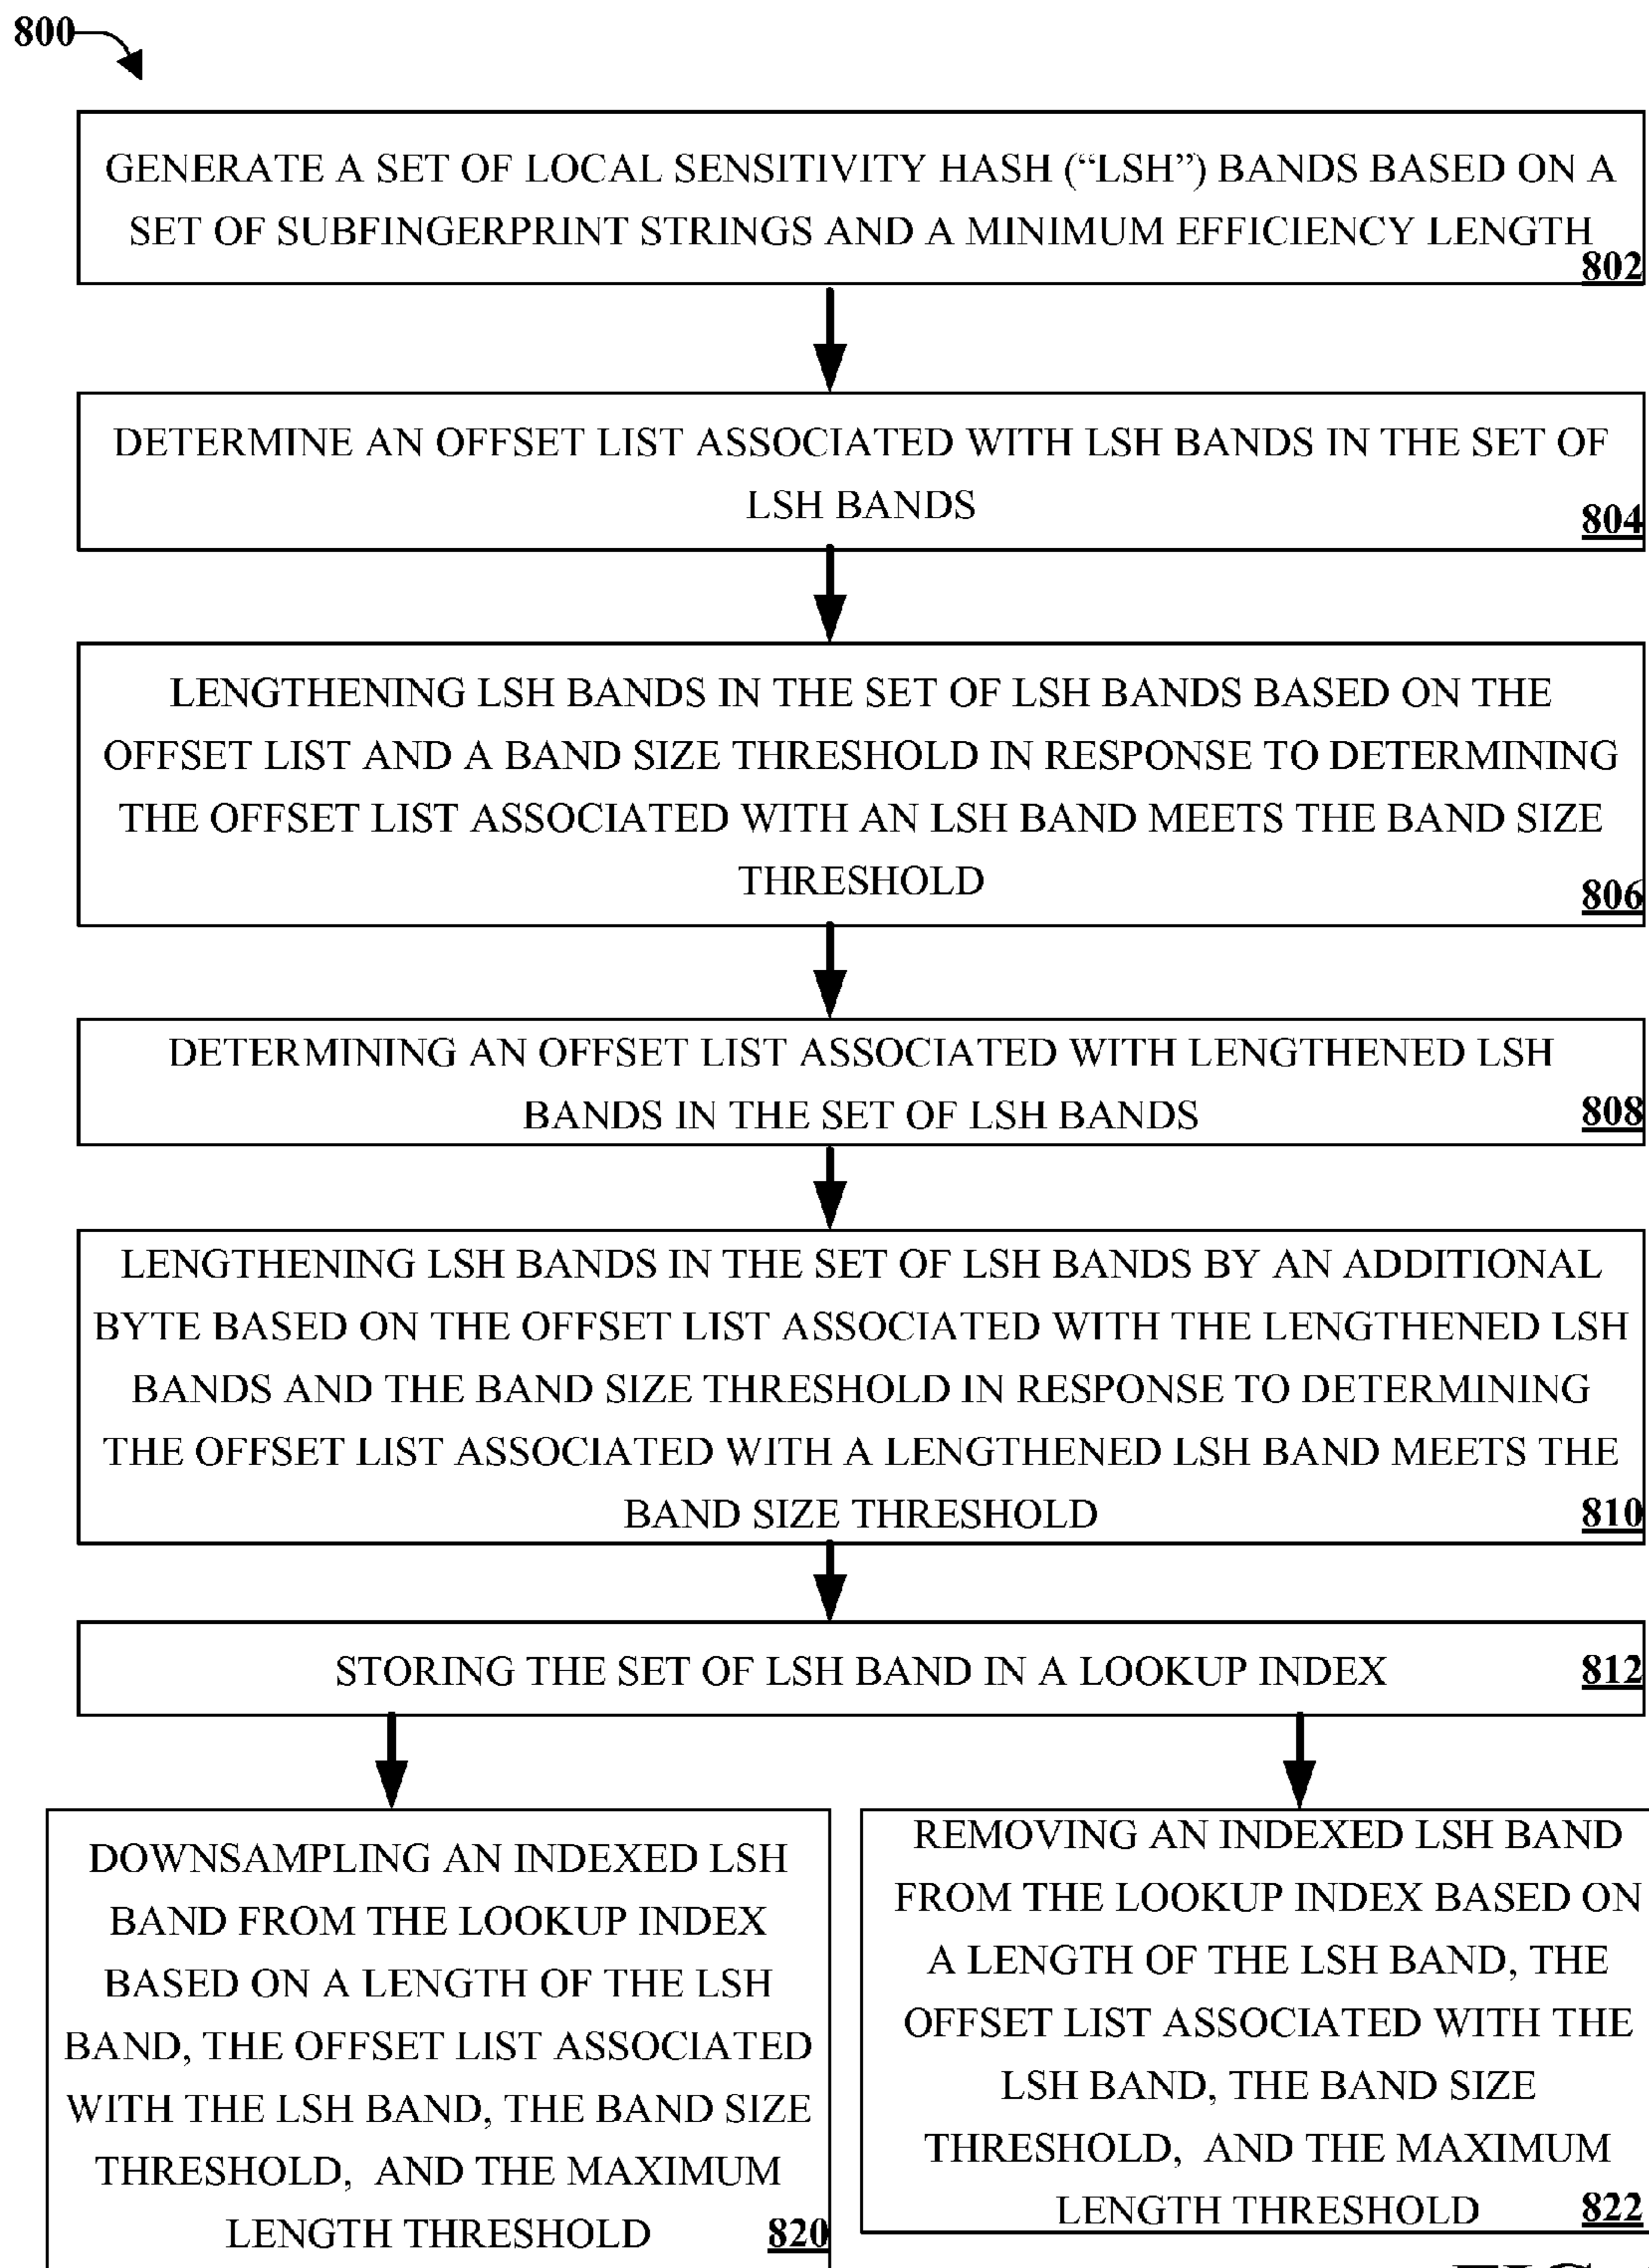 800
GENERATE A SET OF LOCAL SENSITIVITY HASH (“LSH”) BANDS BASED ON A
SET OF SUBFINGERPRINT STRINGS AND A MINIMUM EFFICIENCY LENGTH
802
DETERMINE AN OFFSET LIST ASSOCIATED WITH LSH BANDS IN THE SET OF
LSH BANDS
804
LENGTHENING LSH BANDS IN THE SET OF LSH BANDS BASED ON THE
OFFSET LIST AND A BAND SIZE THRESHOLD IN RESPONSE TO DETERMINING
THE OFFSET LIST ASSOCIATED WITH AN LSH BAND MEETS THE BAND SIZE
THRESHOLD
806
DETERMINING AN OFFSET LIST ASSOCIATED WITH LENGTHENED LSH
BANDS IN THE SET OF LSH BANDS
808
LENGTHENING LSH BANDS IN THE SET OF LSH BANDS BY AN ADDITIONAL
BYTE BASED ON THE OFFSET LIST ASSOCIATED WITH THE LENGTHENED LSH
BANDS AND THE BAND SIZE THRESHOLD IN RESPONSE TO DETERMINING
THE OFFSET LIST ASSOCIATED WITH A LENGTHENED LSH BAND MEETS THE
BAND SIZE THRESHOLD
810
STORING THE SET OF LSH BAND IN A LOOKUP INDEX
812
DOWNSAMPLING AN INDEXED LSH
BAND FROM THE LOOKUP INDEX
BASED ON A LENGTH OF THE LSH
BAND, THE OFFSET LIST ASSOCIATED
WITH THE LSH BAND, THE BAND SIZE
THRESHOLD, AND THE MAXIMUM
LENGTH THRESHOLD
820
REMOVING AN INDEXED LSH BAND
FROM THE LOOKUP INDEX BASED ON
A LENGTH OF THE LSH BAND, THE
OFFSET LIST ASSOCIATED WITH THE
LSH BAND, THE BAND SIZE
THRESHOLD, AND THE MAXIMUM
LENGTH THRESHOLD
822